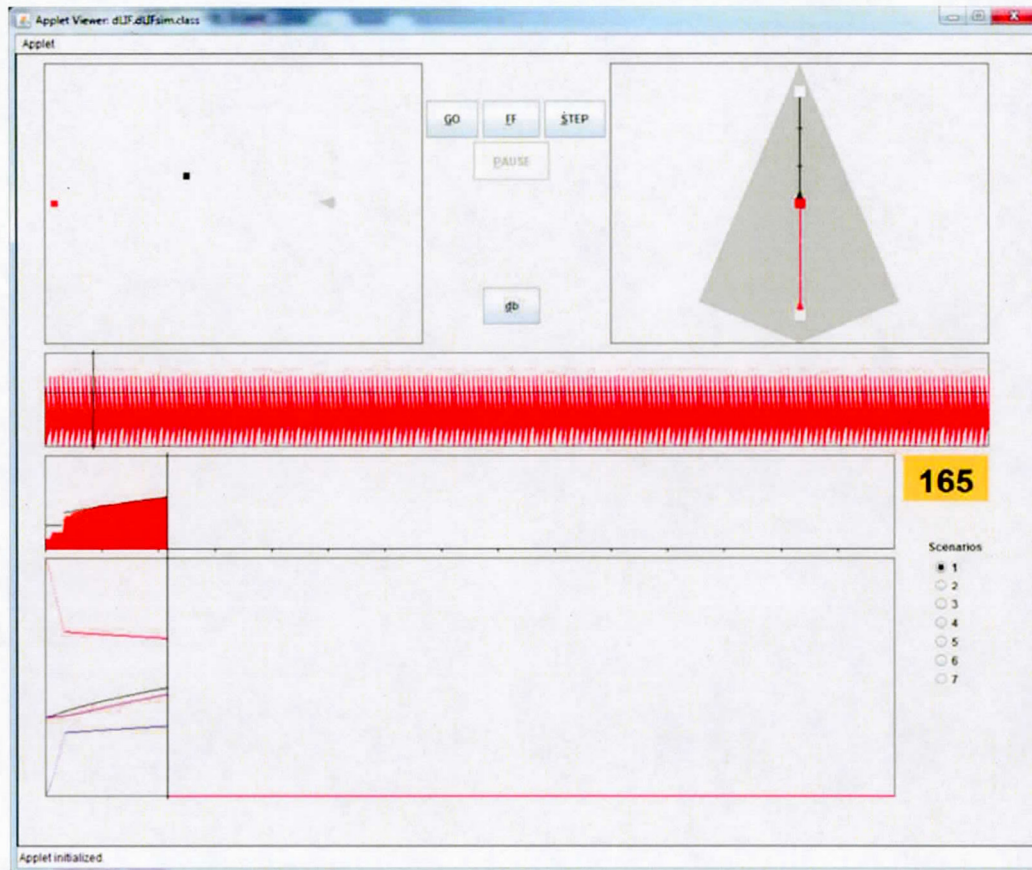 Applet Viewer: dLIF.dLIFsim.class
Applet
GO FF STEP
PAUSE
db
165
Scenarios
1
2
3
4
5
6
7
Applet initialized